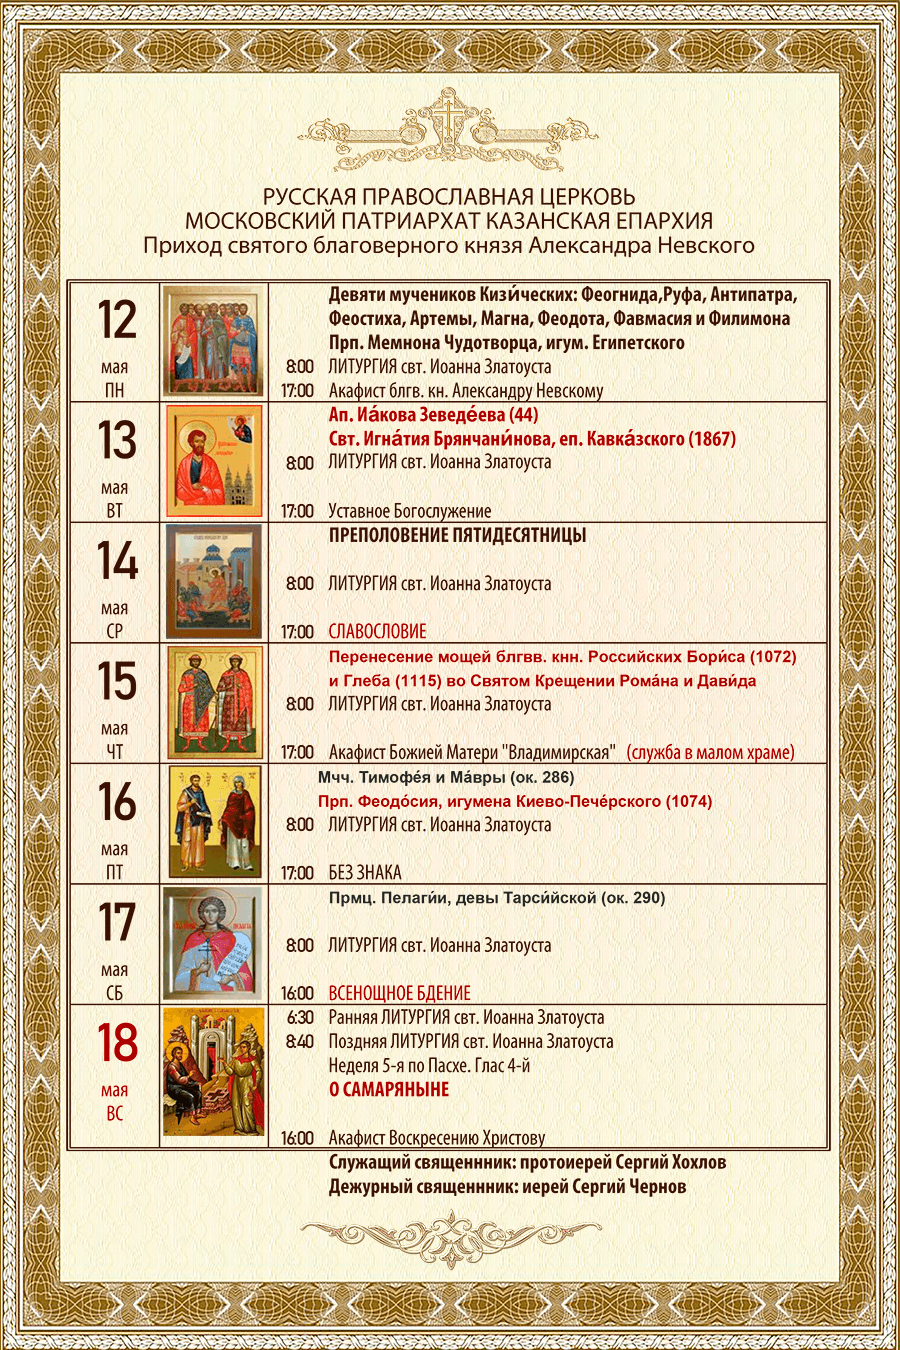 РУССКАЯ ПРАВОСЛАВНАЯ ЦЕРКОВЬ
МОСКОВСКИЙ ПАТРИАРХАТ КАЗАНСКАЯ ЕПАРХИЯ
Приход святого благоверного князя Александра Невского
12
мая
ПН
Девяти мучеников Кизи́ческих: Феогнида,Руфа, Антипатра,
Феостиха, Артемы, Магна, Феодота, Фавмасия и Филимона
Прп. Мемнона Чудотворца, игум. Египетского
8:00 ЛИТУРГИЯ свт. Иоанна Златоуста
17:00 Акафист блгв. кн. Александру Невскому
13
мая
ВТ
Ап. Иа́кова Зеведе́ева (44)
Свт. Игна́тия Брянчани́нова, еп. Кавка́зского (1867)
8:00 ЛИТУРГИЯ свт. Иоанна Златоуста
17:00 Уставное Богослужение
14
мая
СР
ПРЕПОЛОВЕНИЕ ПЯТИДЕСЯТНИЦЫ
8:00 ЛИТУРГИЯ свт. Иоанна Златоуста
17:00 СЛАВОСЛОВИЕ
15
мая
ЧТ
Перенесение мощей блгвв. кнн. Российских Бори́са (1072)
и Глеба (1115) во Святом Крещении Рома́на и Дави́да
8:00 ЛИТУРГИЯ свт. Иоанна Златоуста
17:00 Акафист Божией Матери "Владимирская" (служба в малом храме)
16
мая
ПТ
Мчч. Тимофе́я и Ма́вры (ок. 286)
Прп. Феодо́сия, игумена Киево-Пече́рского (1074)
8:00 ЛИТУРГИЯ свт. Иоанна Златоуста
17:00 БЕЗ ЗНАКА
17
мая
СБ
Прмц. Пелаги́и, девы Тарси́йской (ок. 290)
8:00 ЛИТУРГИЯ свт. Иоанна Златоуста
16:00 ВСЕНОЩНОЕ БДЕНИЕ
18
мая
ВС
6:30 Ранняя ЛИТУРГИЯ свт. Иоанна Златоуста
8:40 Поздняя ЛИТУРГИЯ свт. Иоанна Златоуста
Неделя 5-я по Пасхе. Глас 4-й
О САМАРЯНЫНЕ
16:00 Акафист Воскресению Христову
Служащий священнник: протоиерей Сергий Хохлов
Дежурный священнник: иерей Сергий Чернов